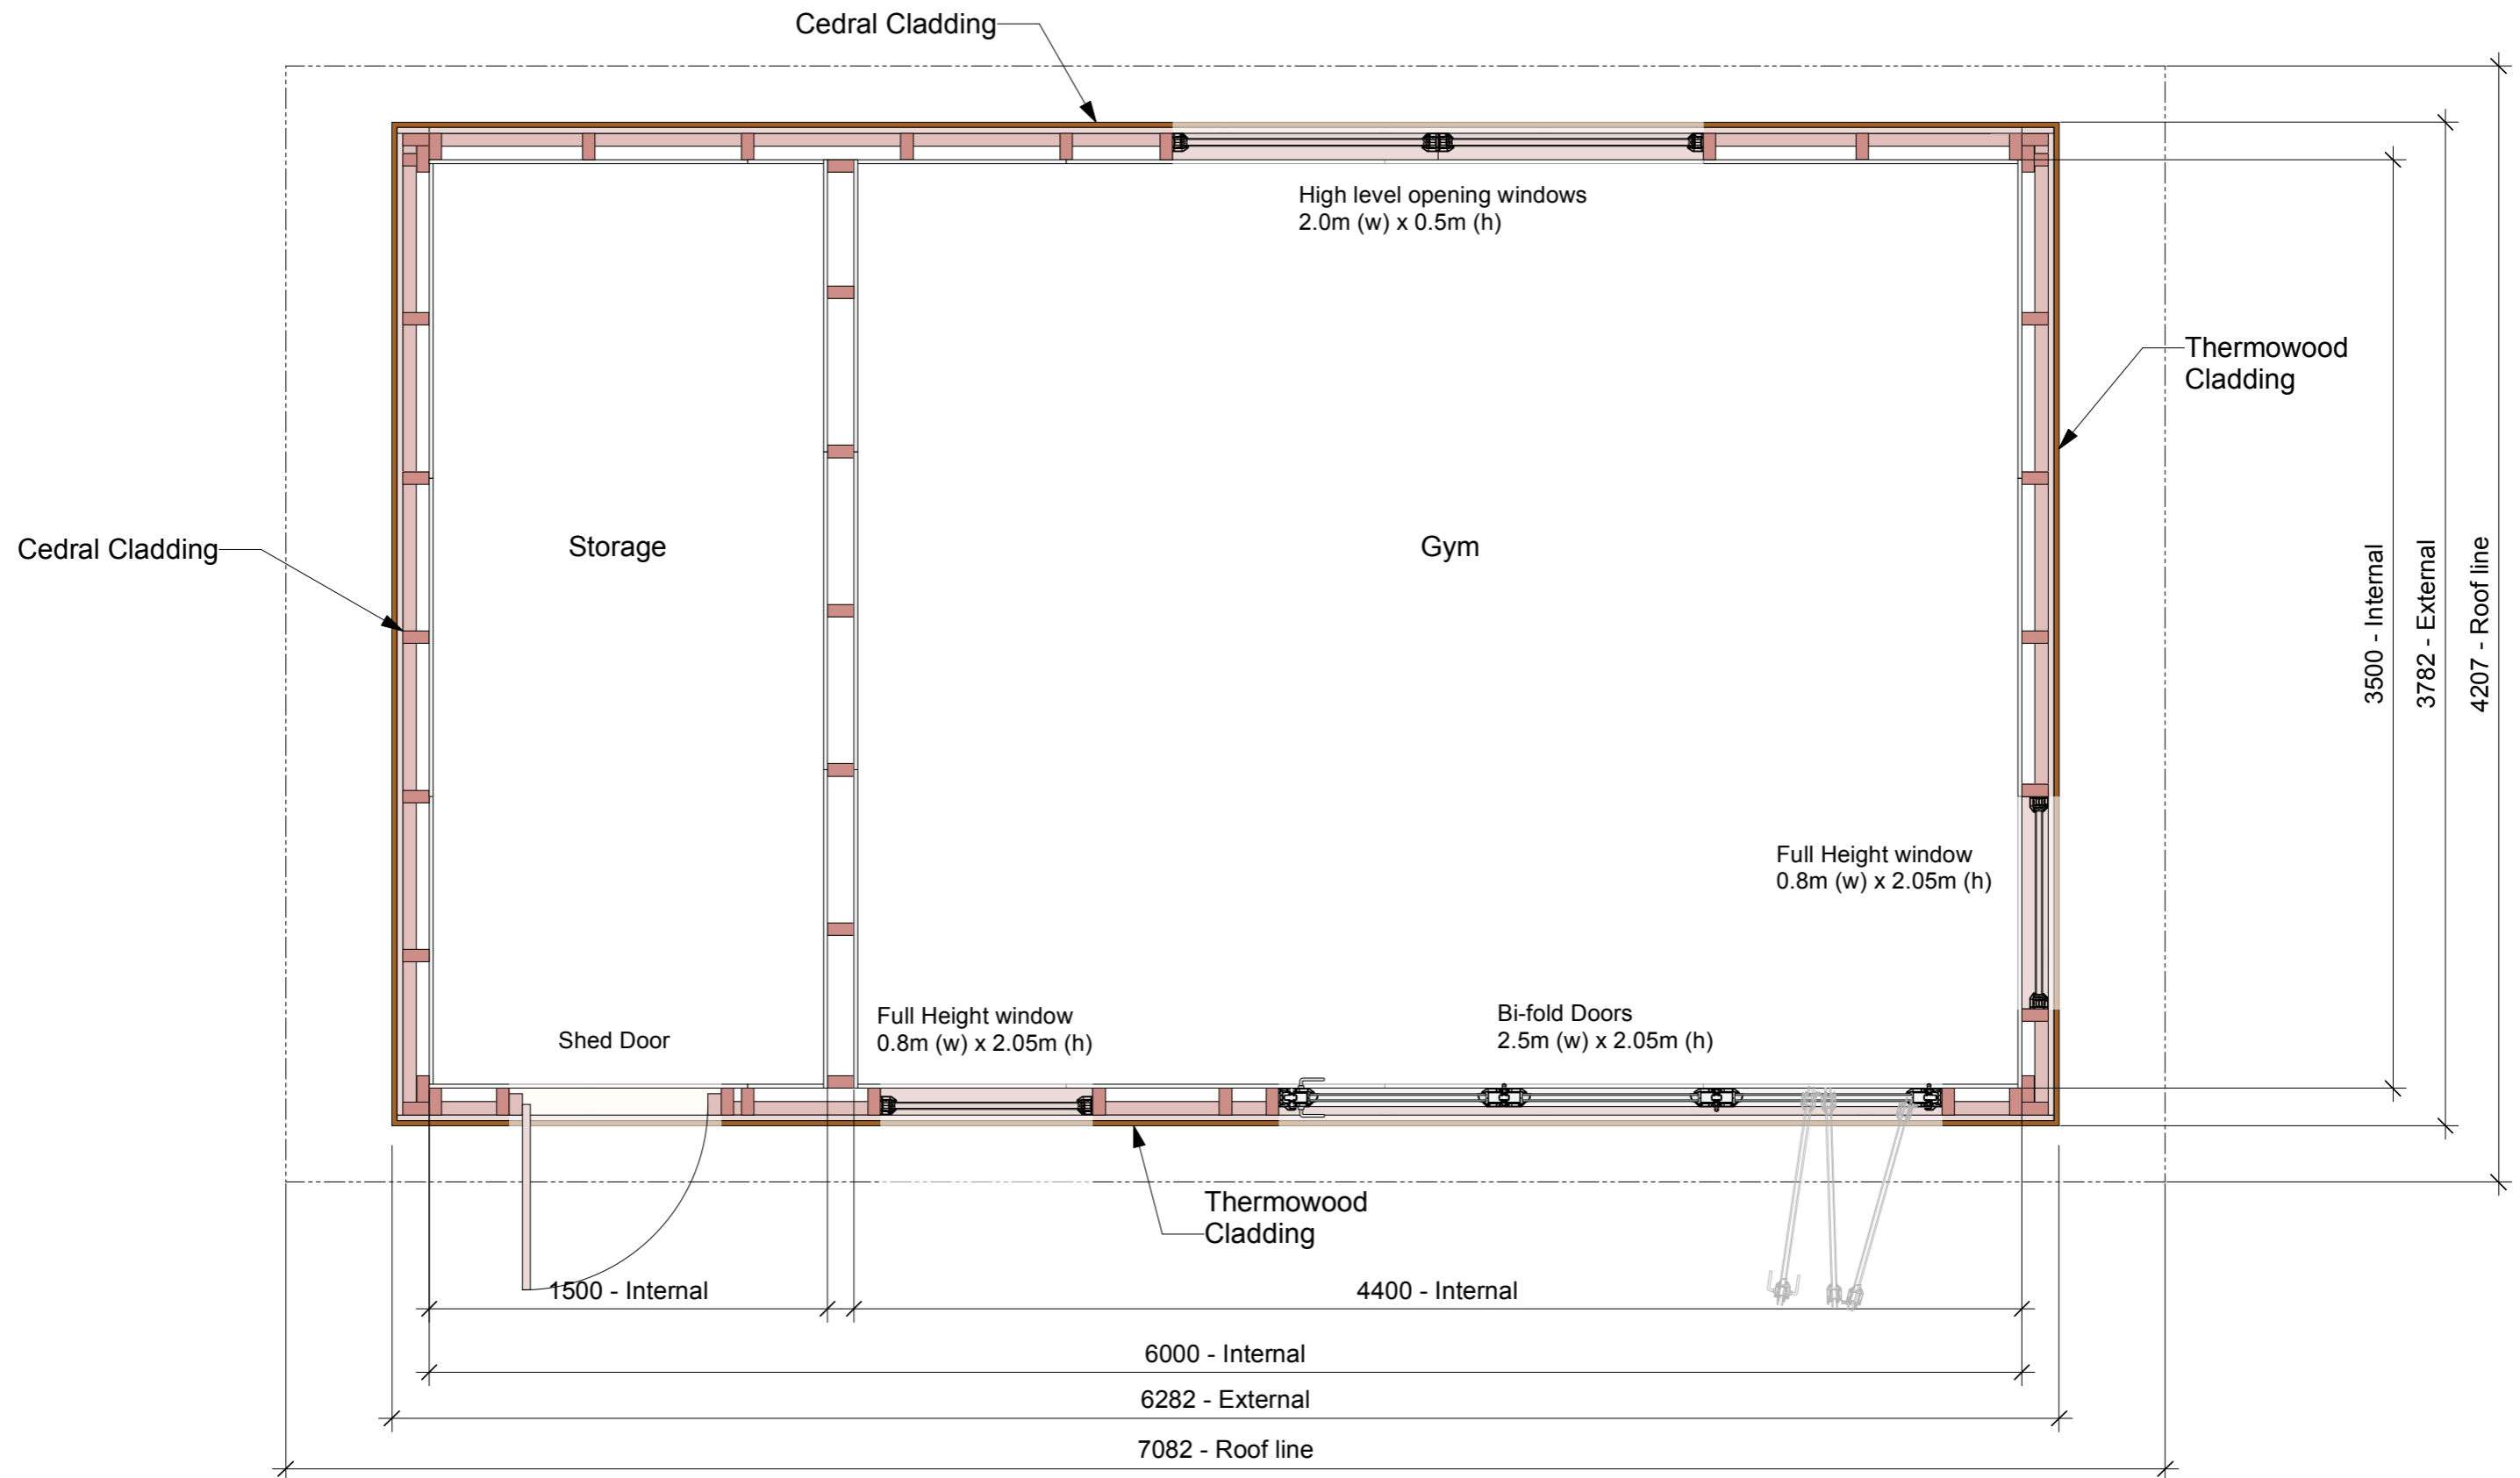 Cedral Cladding
High level opening windows
2.0m (w) x 0.5m (h)
Thermowood
Cladding
Cedral Cladding
Storage
Gym
3500 - Internal
3782 - External
4207 - Roof line
Full Height window
0.8m (w) x 2.05m (h)
Shed Door
Full Height window
0.8m (w) x 2.05m (h)
Bi-fold Doors
2.5m (w) x 2.05m (h)
Thermowood
Cladding
1500 - Internal
4400 - Internal
6000 - Internal
6282 - External
7082 - Roof line